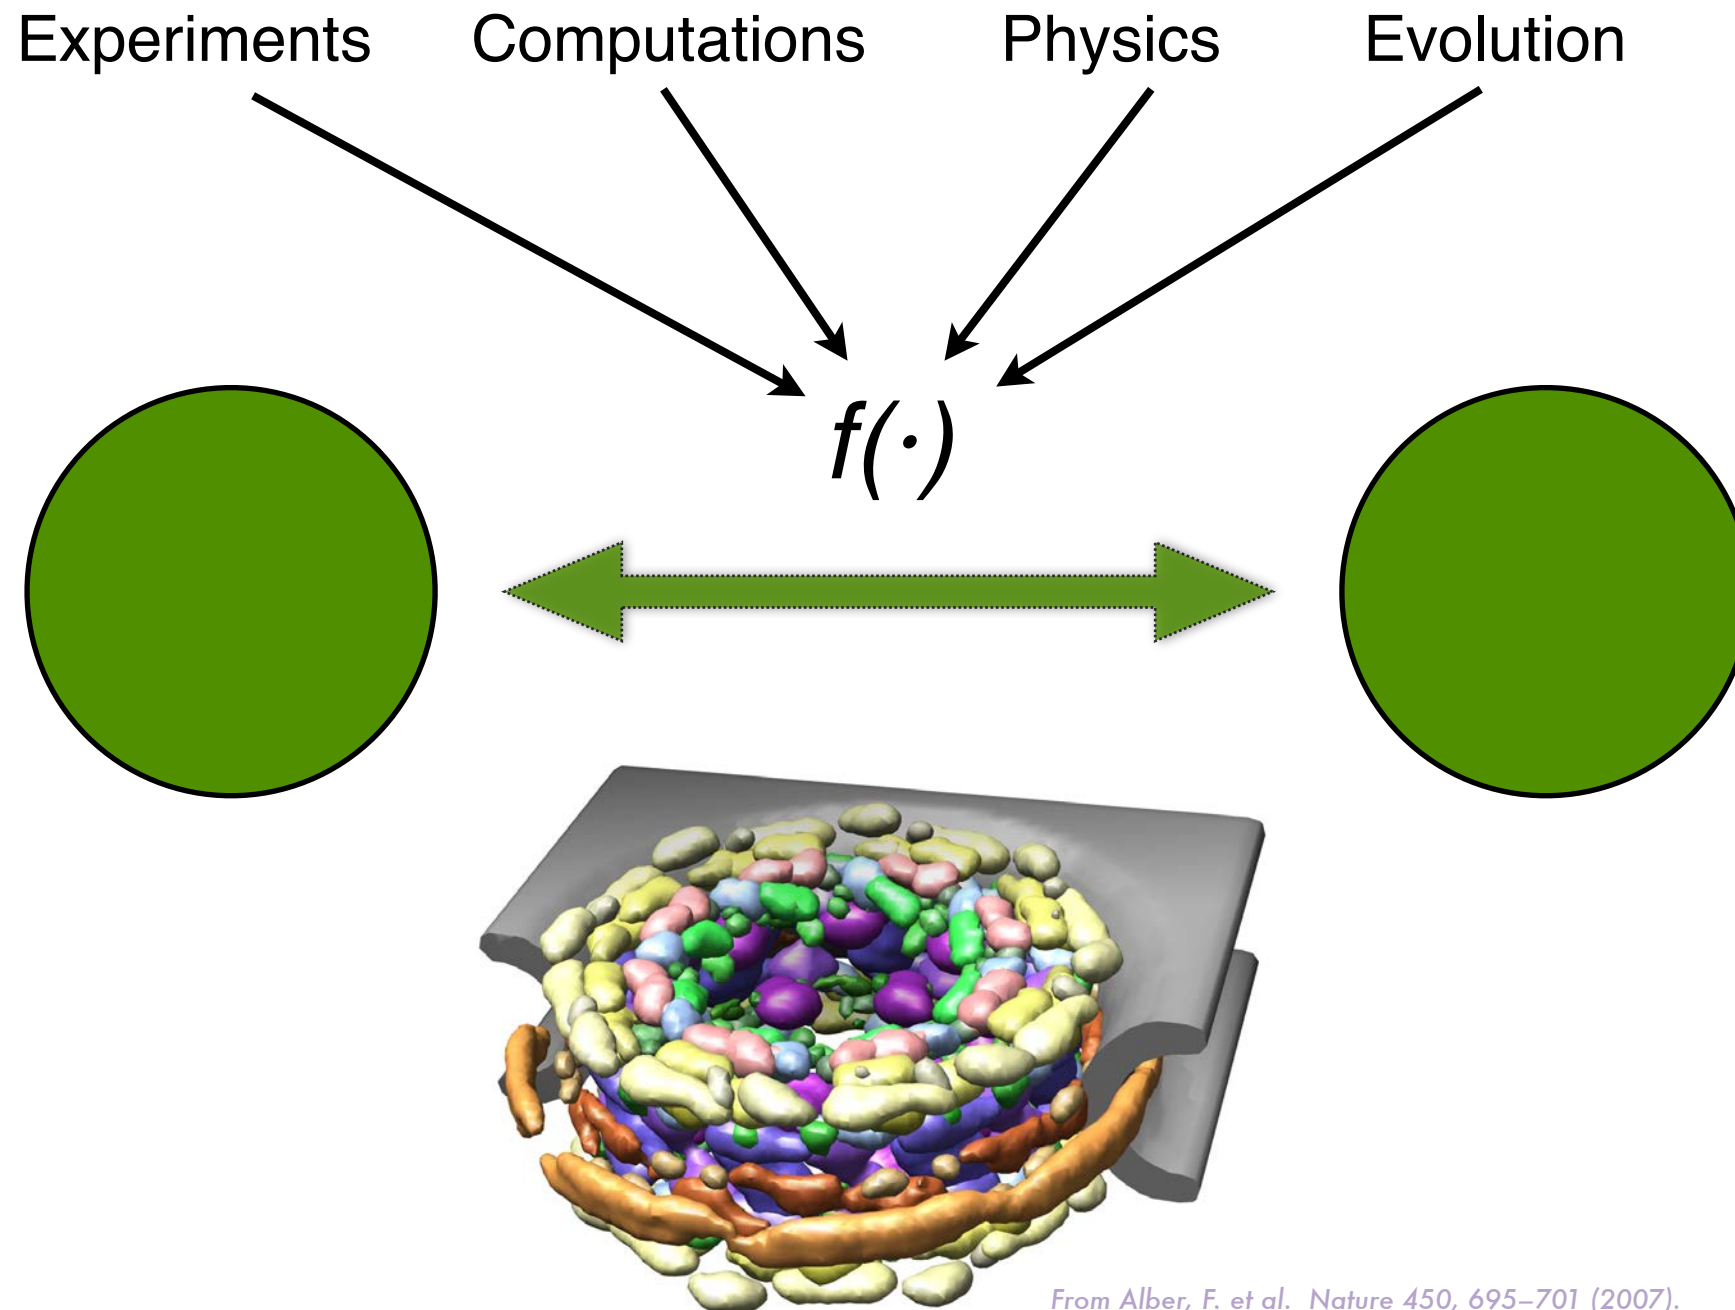 Experiments Computations Physics Evolution
f(·)
From Alber, F. et al. Nature 450, 695–701 (2007).